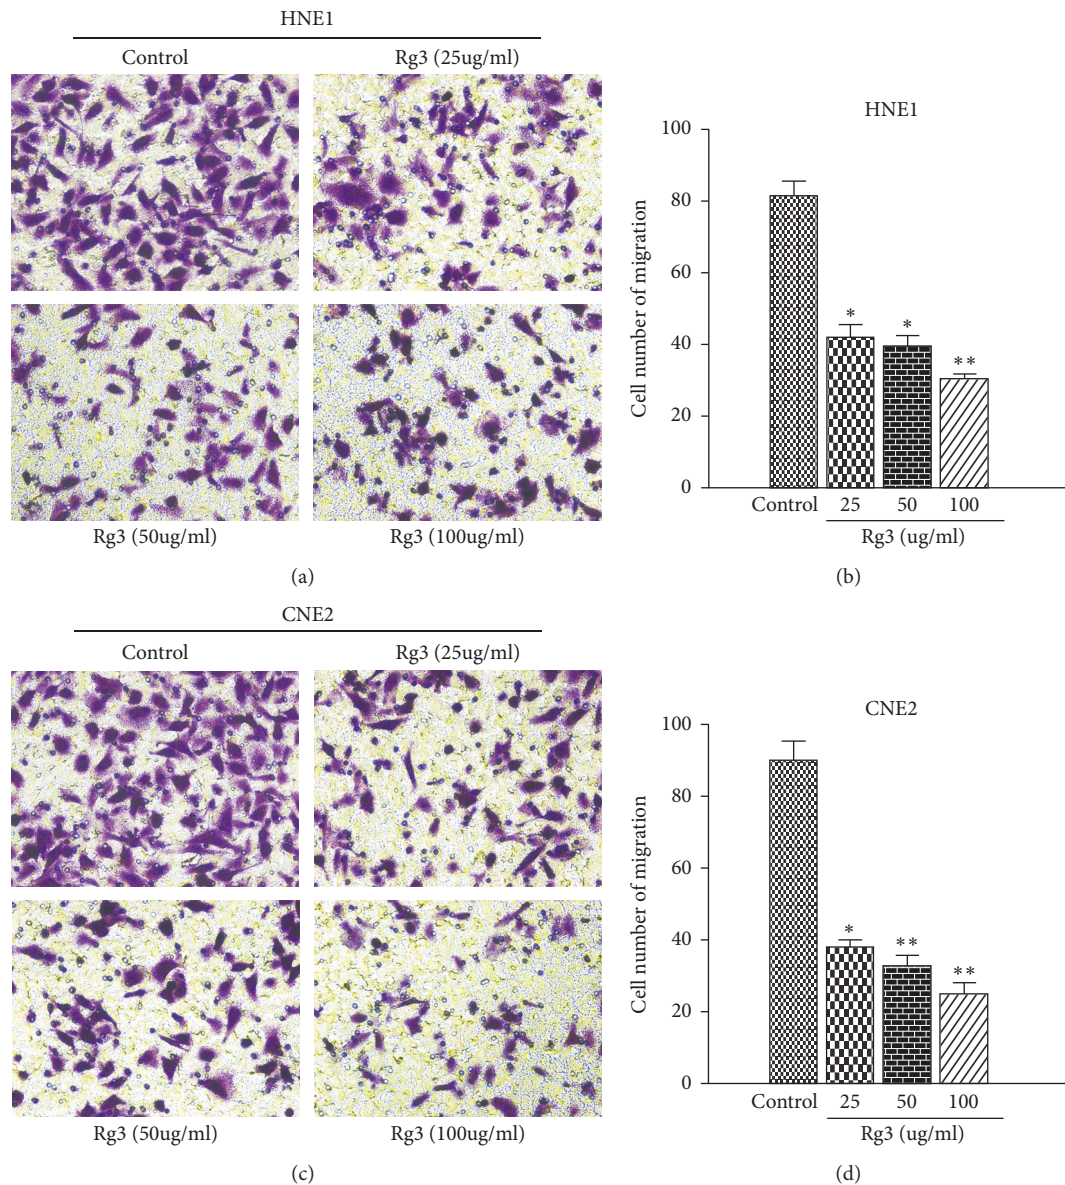 HNE1
Control
Rg3 (25ug/ml)
Rg3 (50ug/ml)
Rg3 (100ug/ml)
(a)
HNE1
Cell number of migration
100
80
60
40
20
0
*
*
**
Control
25
50
100
Rg3 (ug/ml)
(b)
CNE2
Control
Rg3 (25ug/ml)
Rg3 (50ug/ml)
Rg3 (100ug/ml)
(c)
CNE2
Cell number of migration
100
80
60
40
20
0
*
**
**
Control
25
50
100
Rg3 (ug/ml)
(d)